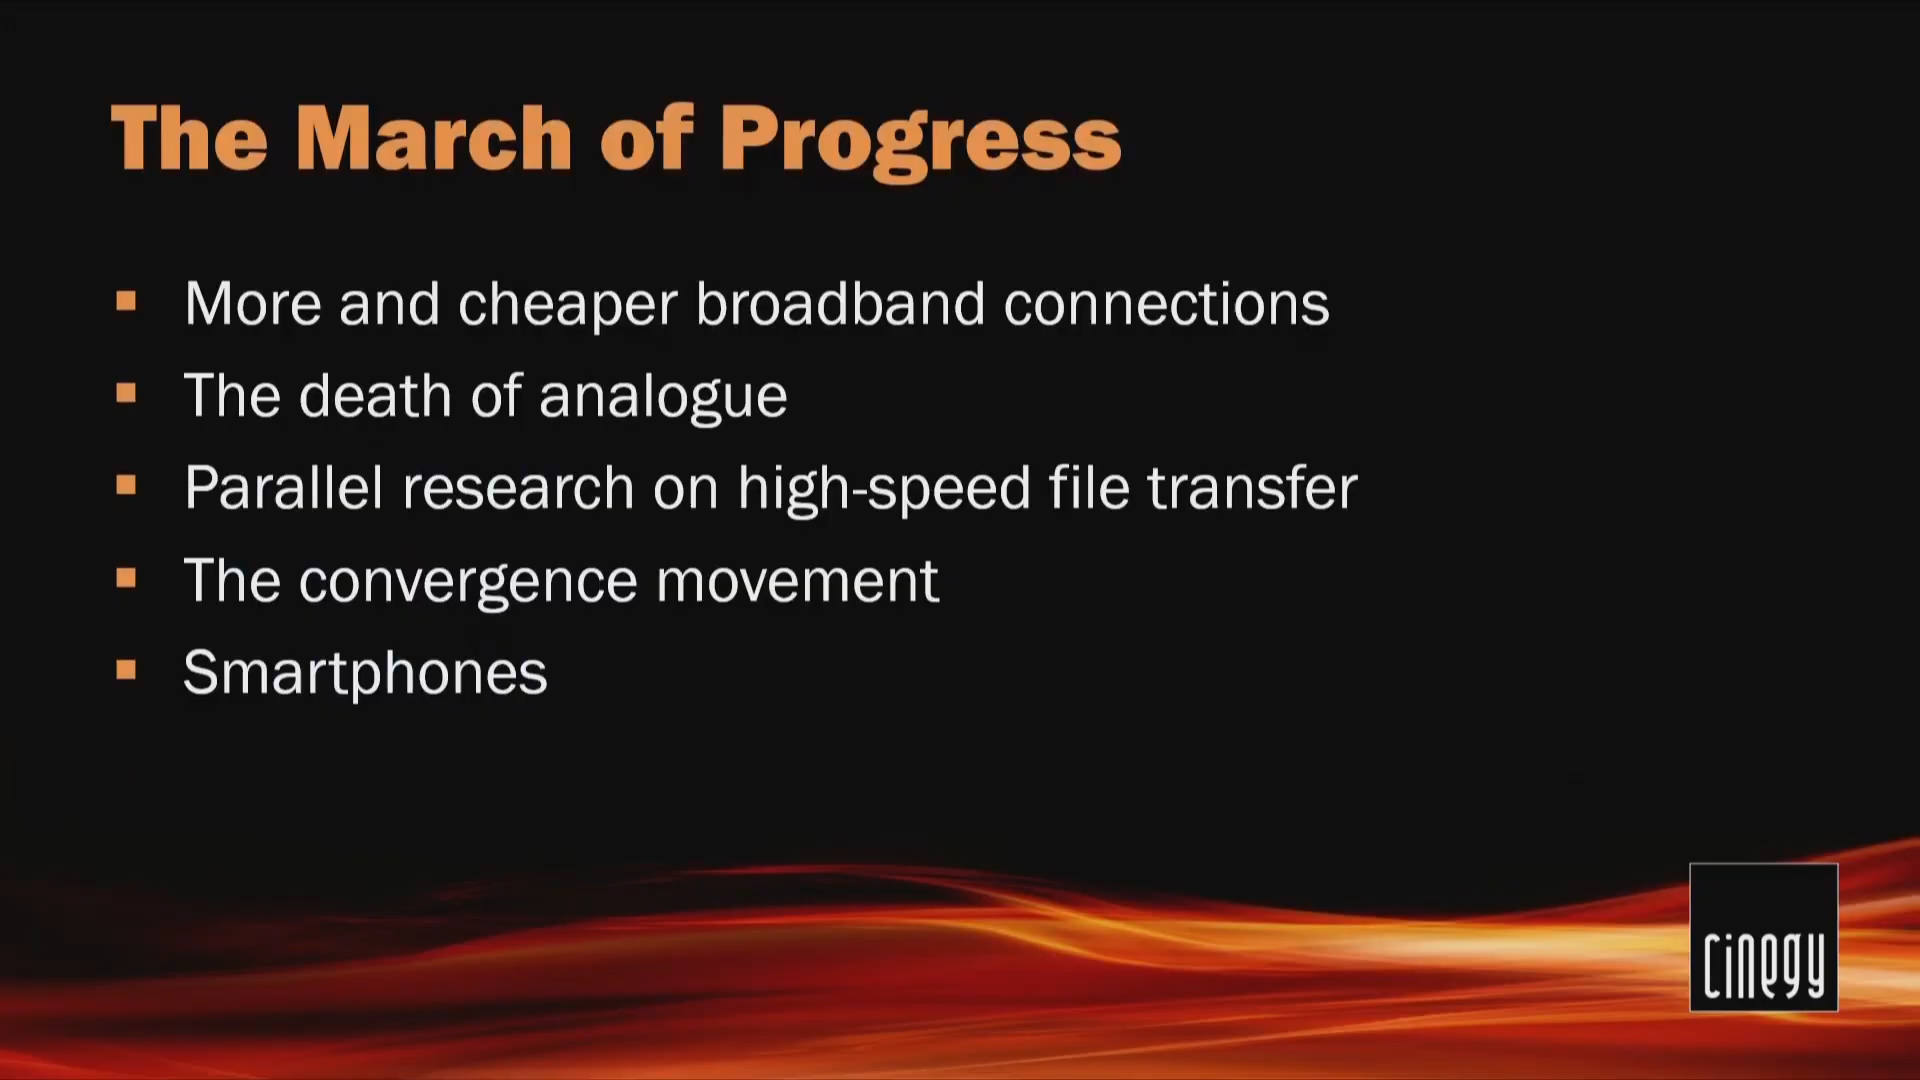 The March of Progress
More and cheaper broadband connections
The death of analogue
Parallel research on high-speed file transfer
The convergence movement
Smartphones
cinegy